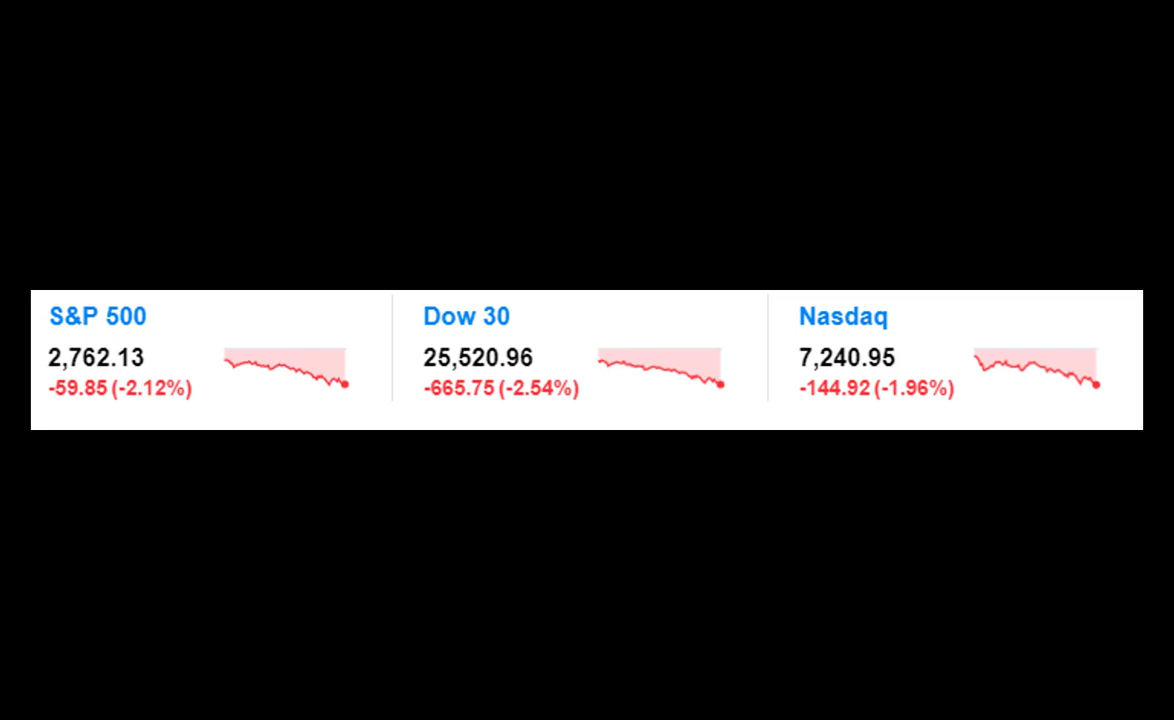 S&P 500
2,762.13
-59.85 (-2.12%)
Dow 30
25,520.96
-665.75 (-2.54%)
Nasdaq
7,240.95
-144.92 (-1.96%)